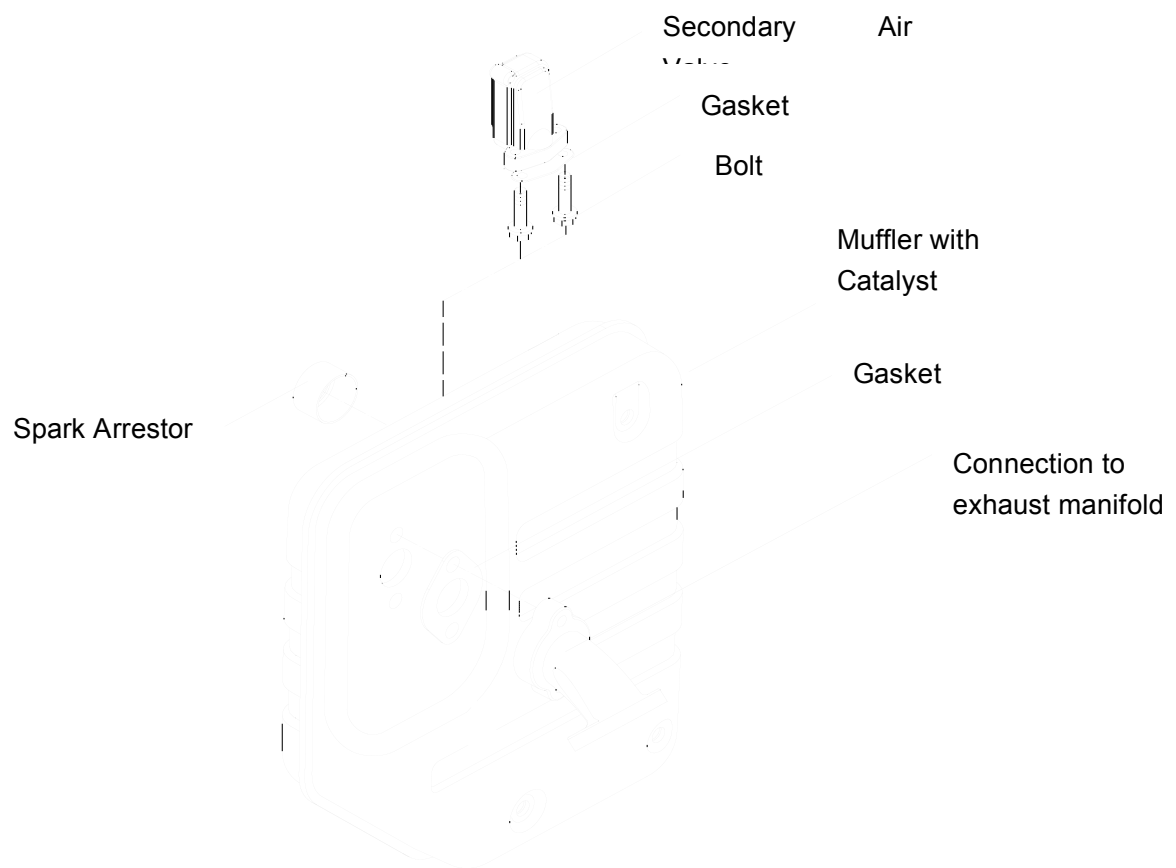 Secondary Air
Gasket
Bolt
Muffler with
Catalyst
Gasket
Spark Arrestor
Connection to
exhaust manifold